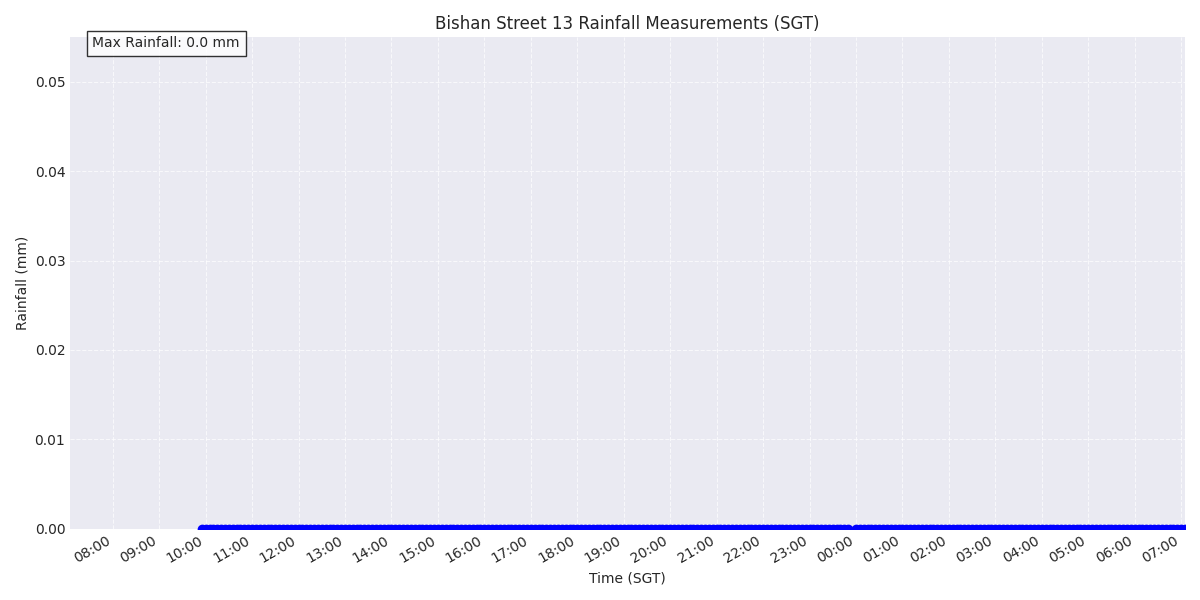 Bishan Street 13 Rainfall Measurements (SGT)
Max Rainfall: 0.0 mm
0.05
0.04
0.03
0.02
0.01
0.00
Rainfall (mm)
08:00 09:00 10:00 11:00 12:00 13:00 14:00 15:00 16:00 17:00 18:00 19:00 20:00 21:00 22:00 23:00 00:00 01:00 02:00 03:00 04:00 05:00 06:00 07:00
Time (SGT)